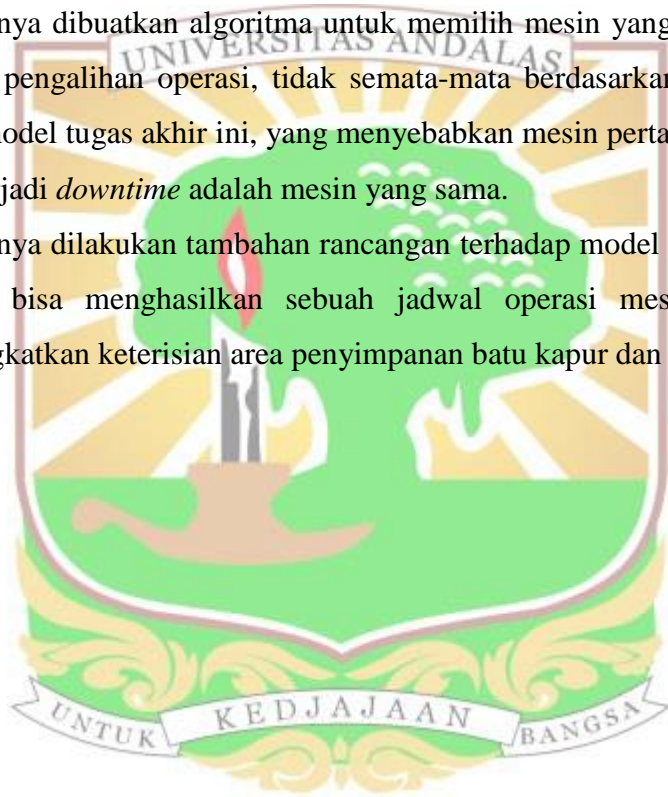 nya dibuatkan algoritma untuk memilih mesin yang
UNIVERSITAS ANDALAS
pengalihan operasi, tidak semata-mata berdasarkan
model tugas akhir ini, yang menyebabkan mesin perta
jadi downtime adalah mesin yang sama.
nya dilakukan tambahan rancangan terhadap model
bisa menghasilkan sebuah jadwal operasi mes
gkatkan keterisian area penyimpanan batu kapur dan
UNTUK KEDJAJAAN BANGSA